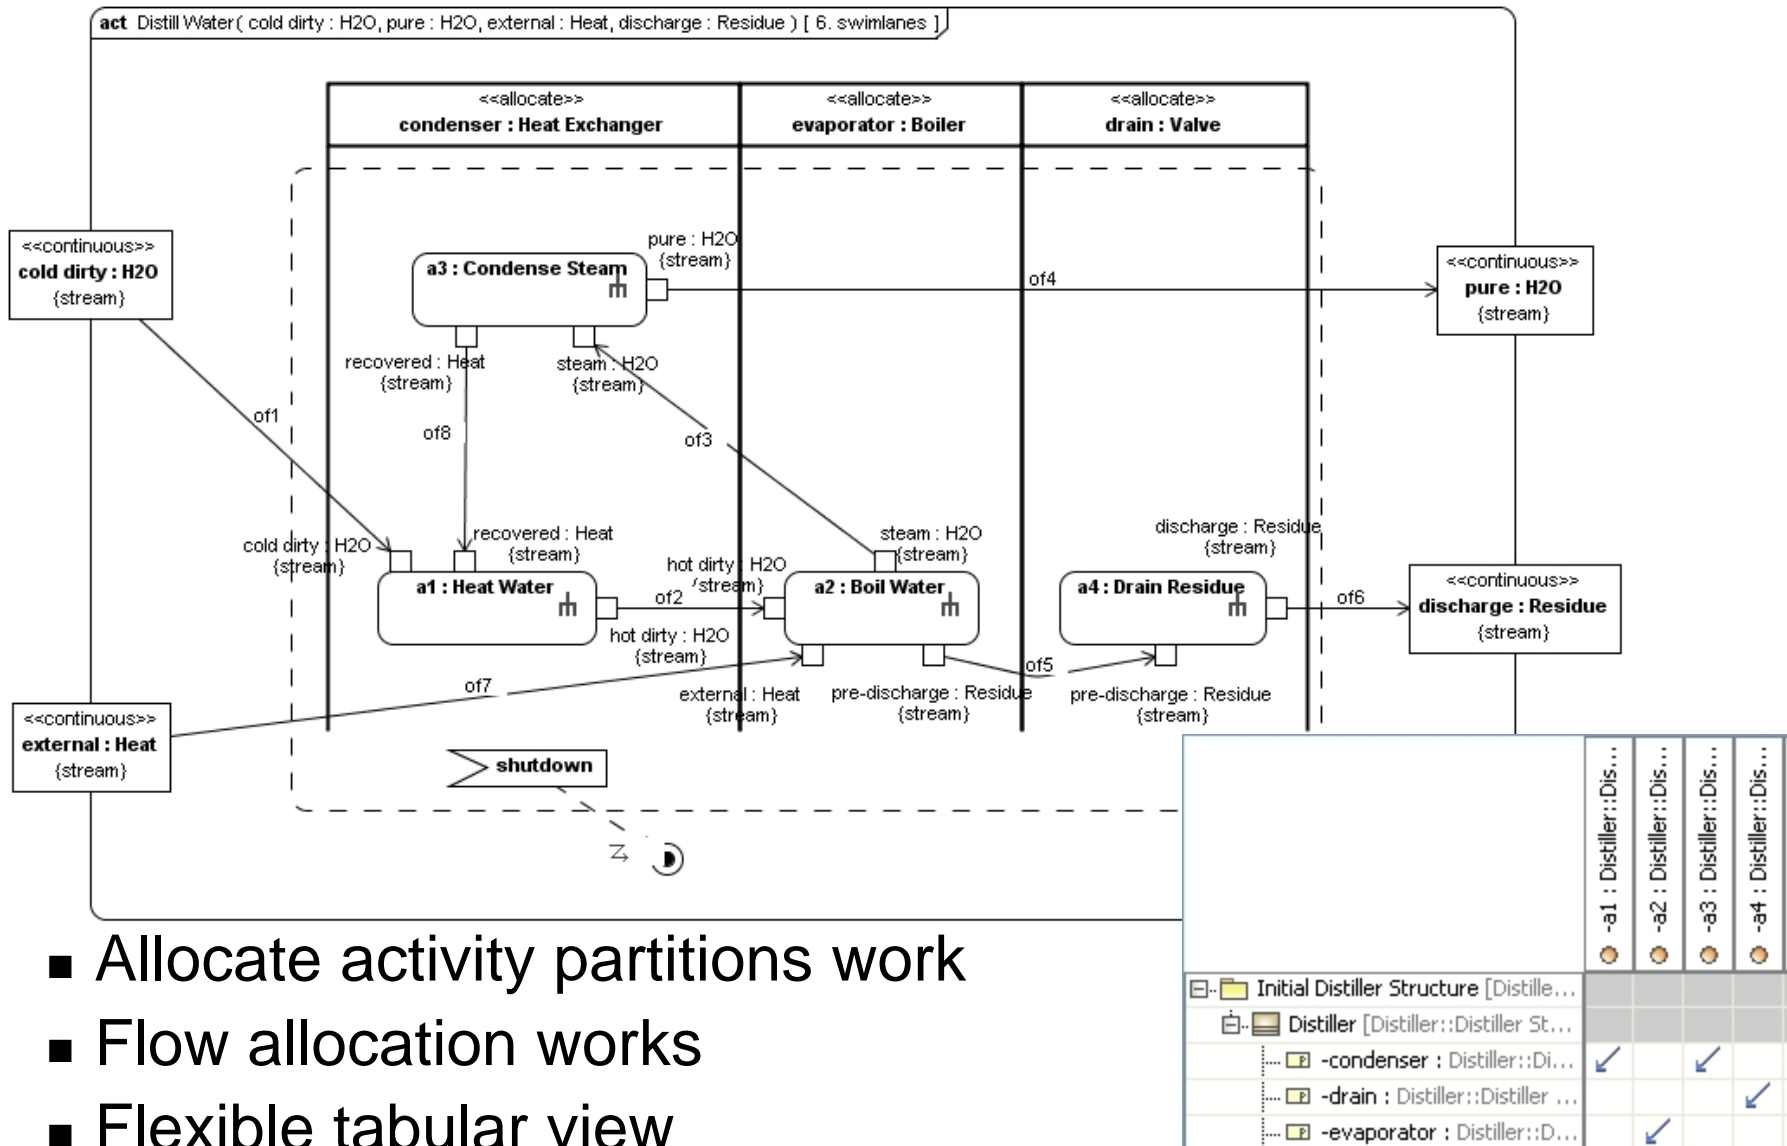 act Distill Water( cold dirty : H2O, pure : H2O, external : Heat, discharge : Residue ) [ 6. swimlanes ]
<<allocate>>
condenser : Heat Exchanger
<<allocate>>
evaporator : Boiler
<<allocate>>
drain : Valve
<<continuous>>
cold dirty : H2O
{stream}
a3 : Condense Steam
pure : H2O
{stream}
of4
<<continuous>>
pure : H2O
{stream}
recovered : Heat
{stream}
steam : H2O
{stream}
of1
of8
of3
cold dirty : H2O
{stream}
recovered : Heat
{stream}
hot dirty : H2O
{stream}
steam : H2O
{stream}
discharge : Residue
{stream}
a1 : Heat Water
of2
a2 : Boil Water
a4 : Drain Residue
of6
<<continuous>>
discharge : Residue
{stream}
hot dirty : H2O
{stream}
of7
external : Heat
{stream}
pre-discharge : Residue
{stream}
of5
pre-discharge : Residue
{stream}
<<continuous>>
external : Heat
{stream}
shutdown
-a1 : Distiller::Dis...
-a2 : Distiller::Dis...
-a3 : Distiller::Dis...
-a4 : Distiller::Dis...
Initial Distiller Structure [Distille...
Distiller [Distiller::Distiller St...
-condenser : Distiller::Di...
-drain : Distiller::Distiller ...
-evaporator : Distiller::D...
■ Allocate activity partitions work
■ Flow allocation works
■ Flexible tabular view